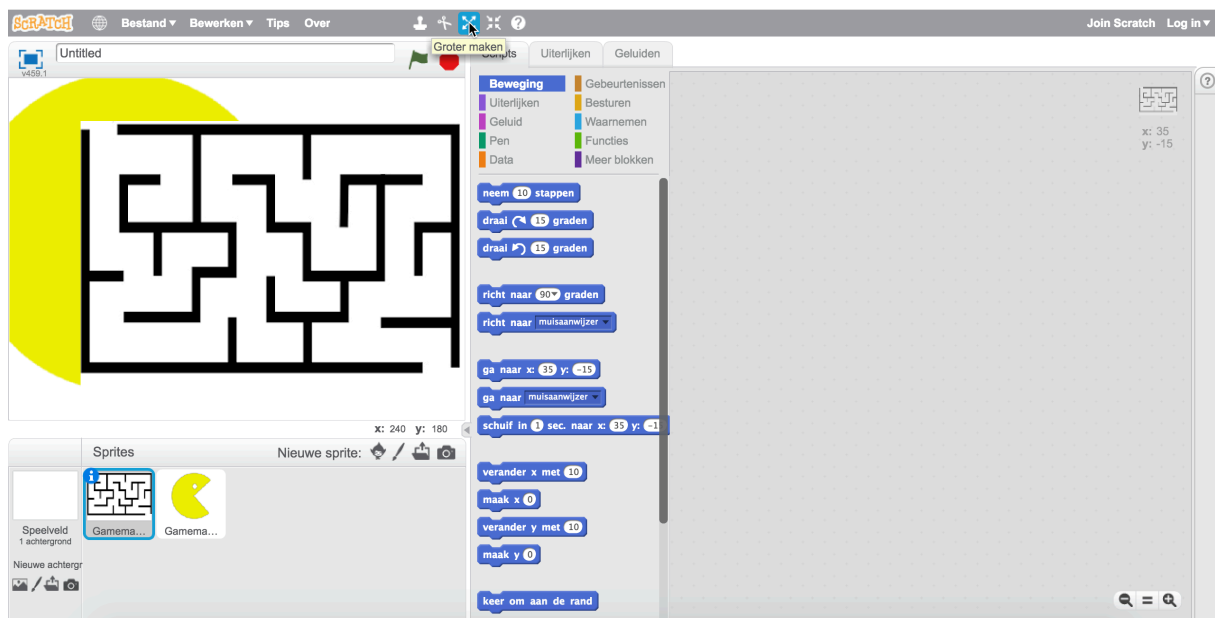 SCRATCH Bestand ▾ Bewerken ▾ Tips Over Join Scratch Log in ▾
Groter maken
Untitled
v459.1
Scripts Uiterlijken Geluiden
Beweging Gebeurtenissen
Uiterlijken Besturen
Geluid Waarnemen
Pen Functies
Data Meer blokken
x: 35
y: -15
neem 10 stappen
draai 15 graden
draai 15 graden
richt naar 90▾ graden
richt naar muisaanwijzer
ga naar x: 35 y: -15
ga naar muisaanwijzer
schuif in 1 sec. naar x: 35 y: -1
verander x met 10
maak x 0
verander y met 10
maak y 0
keer om aan de rand
x: 240 y: 180
Sprites Nieuwe sprite:
Speelveld
1 achtergrond
Gamema... Gamema...
Nieuwe achtergr